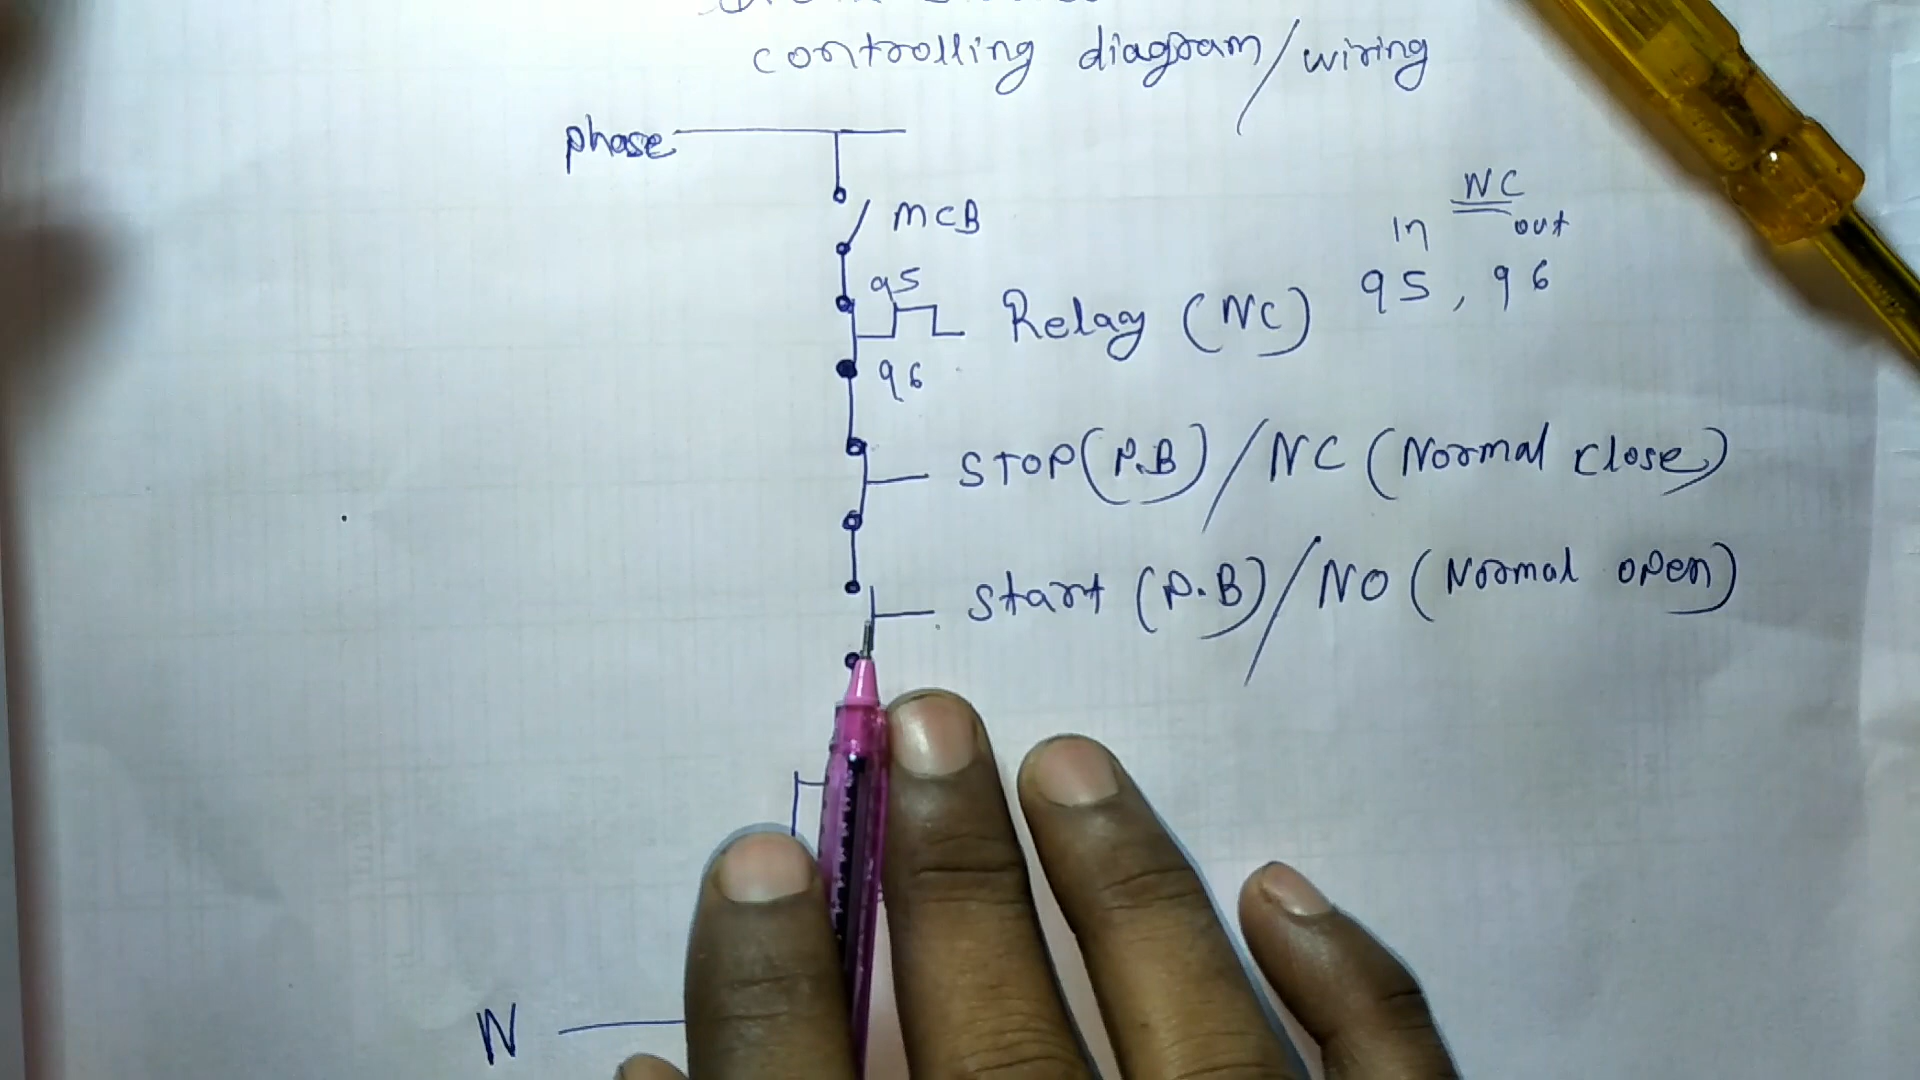 controlling diagram/wiring
phase
MCB
NC
in out
95
Relay (NC) 95, 96
96
STOP(P.B)/NC (Normal close)
Start (P.B)/NO (Normal open)
N